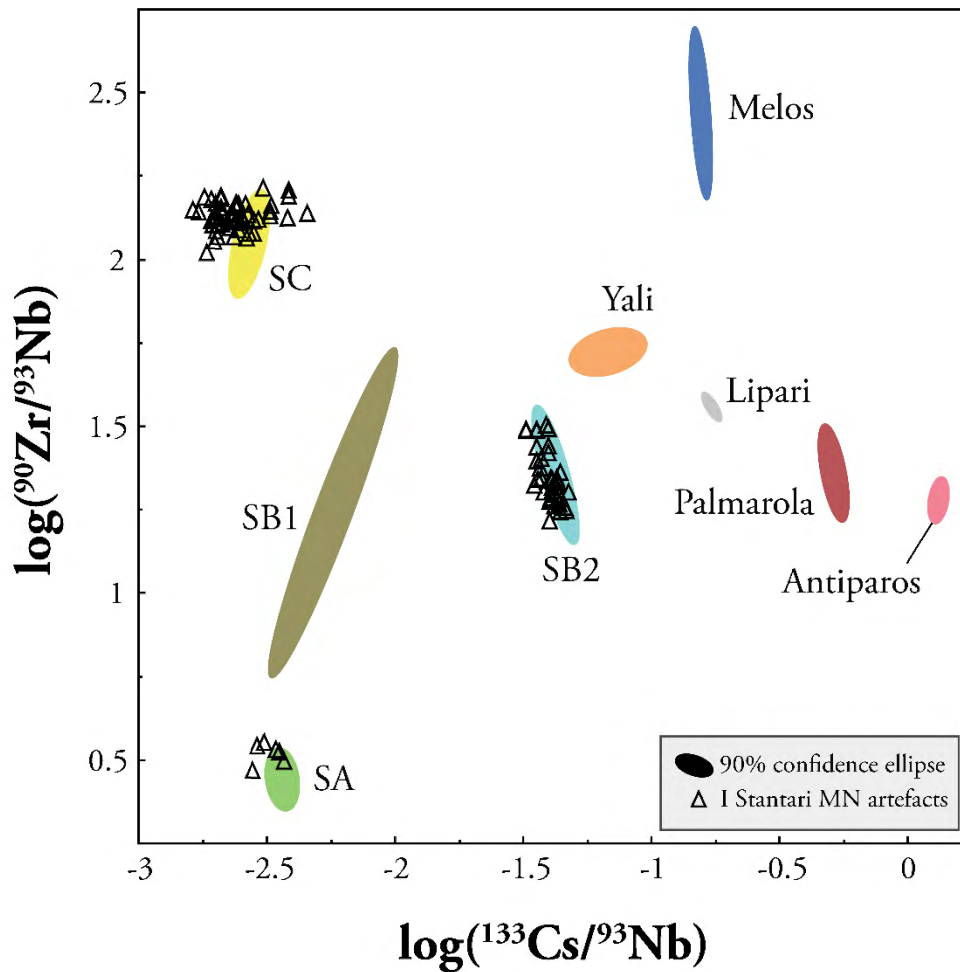 2.5
2
1.5
1
0.5
log(⁹⁰Zr/⁹³Nb)
Melos
SC
Yali
Lipari
SB1
Palmarola
SB2
Antiparos
SA
90% confidence ellipse
I Stantari MN artefacts
-3 -2.5 -2 -1.5 -1 -0.5 0
log(¹³³Cs/⁹³Nb)